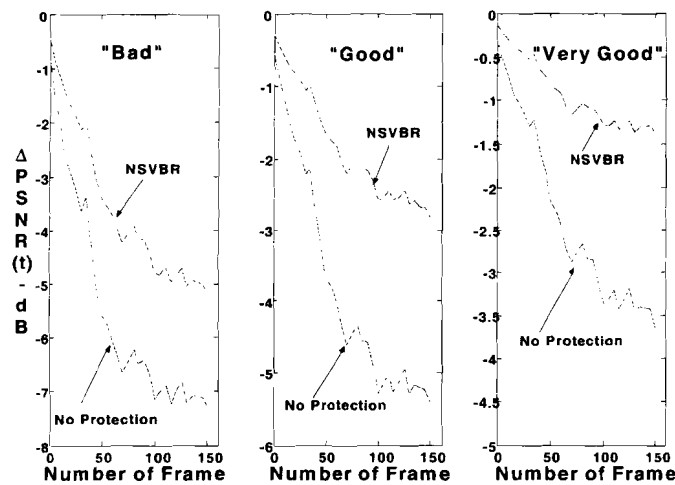 "Bad"
"Good"
"Very Good"
Δ
P
S
N
R
(t)
-
d
B
0
-1
-2
-3
-4
-5
-6
-7
-8
NSVBR
No Protection
0
50
100
150
Number of Frame
0
-1
-2
-3
-4
-5
-6
NSVBR
No Protection
0
50
100
150
Number of Frame
0
-0.5
-1
-1.5
-2
-2.5
-3
-3.5
-4
-4.5
-5
NSVBR
No Protection
0
50
100
150
Number of Frame